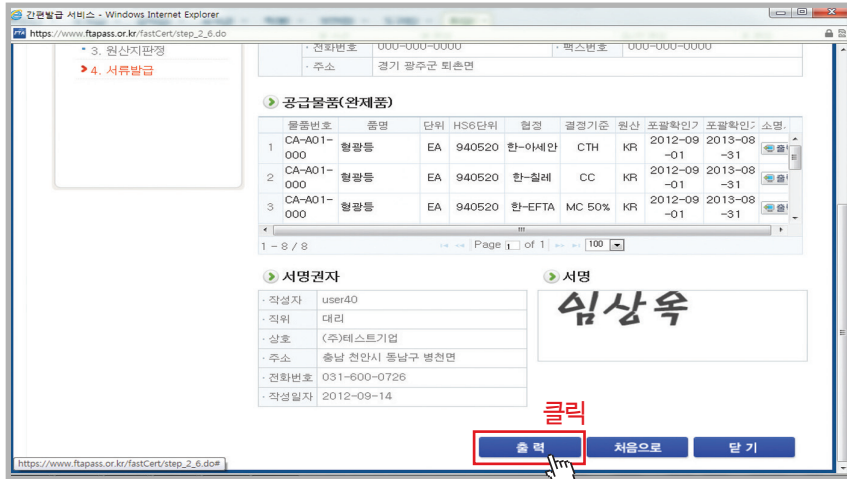 간편발급 서비스 - Windows Internet Explorer
https://www.ftapass.or.kr/fastCert/step_2_6.do
3. 원산지판정
4. 서류발급
· 전화번호 000-000-0000 · 팩스번호 000-000-0000
· 주소 경기 광주군 퇴촌면
공급물품(완제품)
물품번호 품명 단위 HS6단위 협정 결정기준 원산 포괄확인기 포괄확인기 소명.
1 CA-A01-000 형광등 EA 940520 한-아세안 CTH KR 2012-09-01 2013-08-31 출력
2 CA-A01-000 형광등 EA 940520 한-칠레 CC KR 2012-09-01 2013-08-31
3 CA-A01-000 형광등 EA 940520 한-EFTA MC 50% KR 2012-09-01 2013-08-31
1 - 8 / 8 Page 1 of 1 100
서명권자 서명
· 작성자 user40
임상옥
· 직위 대리
· 상호 (주)테스트기업
· 주소 충남 천안시 동남구 병천면
· 전화번호 031-600-0726
· 작성일자 2012-09-14
클릭
출 력 처음으로 닫 기
https://www.ftapass.or.kr/fastCert/step_2_6.do#